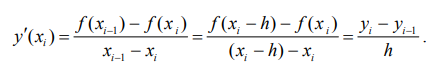 y'(x_i) = \frac{f(x_{i-1}) - f(x_i)}{x_{i-1} - x_i} = \frac{f(x_i - h) - f(x_i)}{(x_i - h) - x_i} = \frac{y_i - y_{i-1}}{h}.